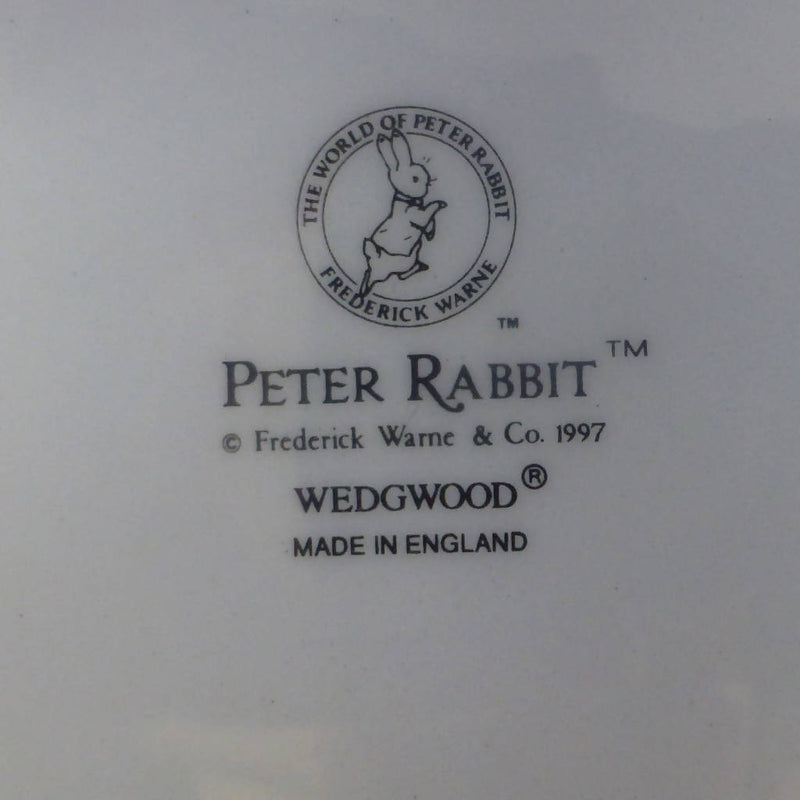 THE WORLD OF PETER RABBIT
FREDERICK WARNE
TM
PETER RABBIT TM
© Frederick Warne & Co. 1997
WEDGWOOD®
MADE IN ENGLAND